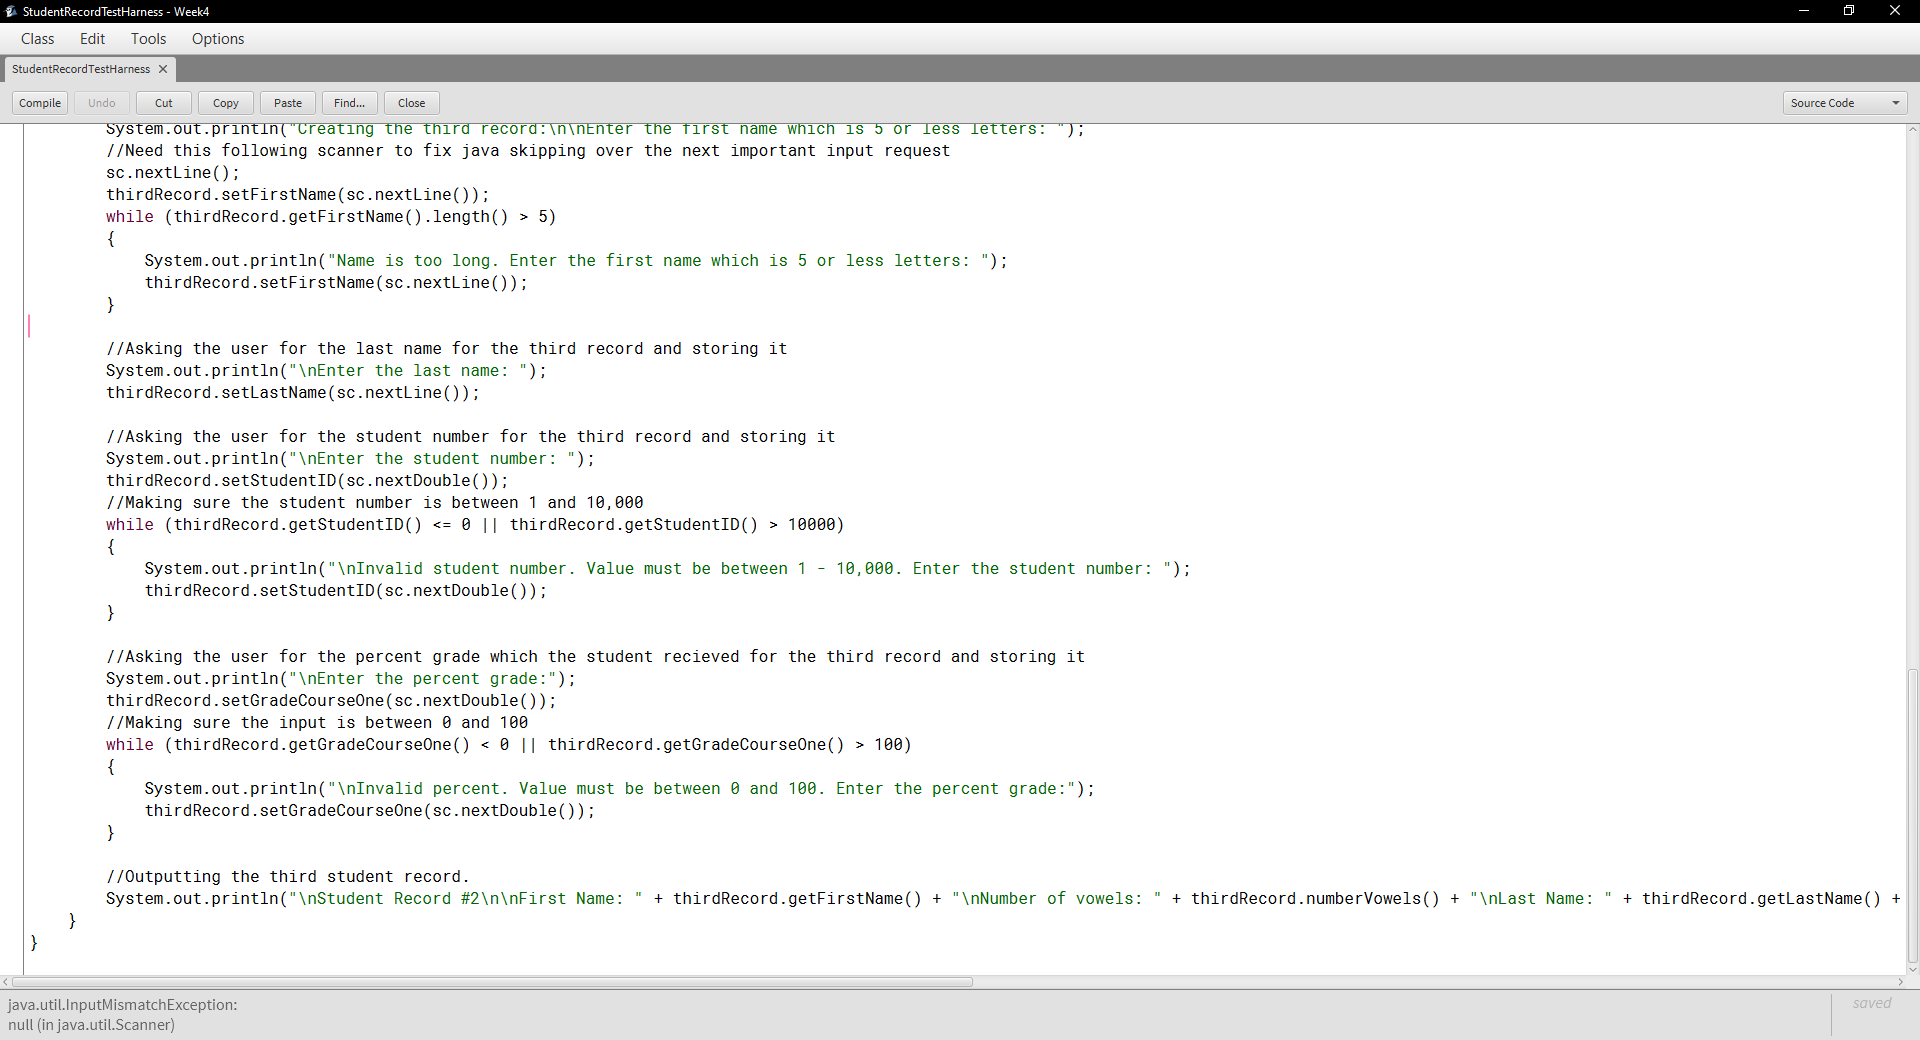 StudentRecordTestHarness - Week4
Class Edit Tools Options
StudentRecordTestHarness
Compile Undo Cut Copy Paste Find... Close Source Code
System.out.println("Creating the third record:\n\nEnter the first name which is 5 or less letters: ");
//Need this following scanner to fix java skipping over the next important input request
sc.nextLine();
thirdRecord.setFirstName(sc.nextLine());
while (thirdRecord.getFirstName().length() > 5)
{
System.out.println("Name is too long. Enter the first name which is 5 or less letters: ");
thirdRecord.setFirstName(sc.nextLine());
}
//Asking the user for the last name for the third record and storing it
System.out.println("\nEnter the last name: ");
thirdRecord.setLastName(sc.nextLine());
//Asking the user for the student number for the third record and storing it
System.out.println("\nEnter the student number: ");
thirdRecord.setStudentID(sc.nextDouble());
//Making sure the student number is between 1 and 10,000
while (thirdRecord.getStudentID() <= 0 || thirdRecord.getStudentID() > 10000)
{
System.out.println("\nInvalid student number. Value must be between 1 - 10,000. Enter the student number: ");
thirdRecord.setStudentID(sc.nextDouble());
}
//Asking the user for the percent grade which the student recieved for the third record and storing it
System.out.println("\nEnter the percent grade:");
thirdRecord.setGradeCourseOne(sc.nextDouble());
//Making sure the input is between 0 and 100
while (thirdRecord.getGradeCourseOne() < 0 || thirdRecord.getGradeCourseOne() > 100)
{
System.out.println("\nInvalid percent. Value must be between 0 and 100. Enter the percent grade:");
thirdRecord.setGradeCourseOne(sc.nextDouble());
}
//Outputting the third student record.
System.out.println("\nStudent Record #2\n\nFirst Name: " + thirdRecord.getFirstName() + "\nNumber of vowels: " + thirdRecord.numberVowels() + "\nLast Name: " + thirdRecord.getLastName() +
}
}
java.util.InputMismatchException:
null (in java.util.Scanner)
saved